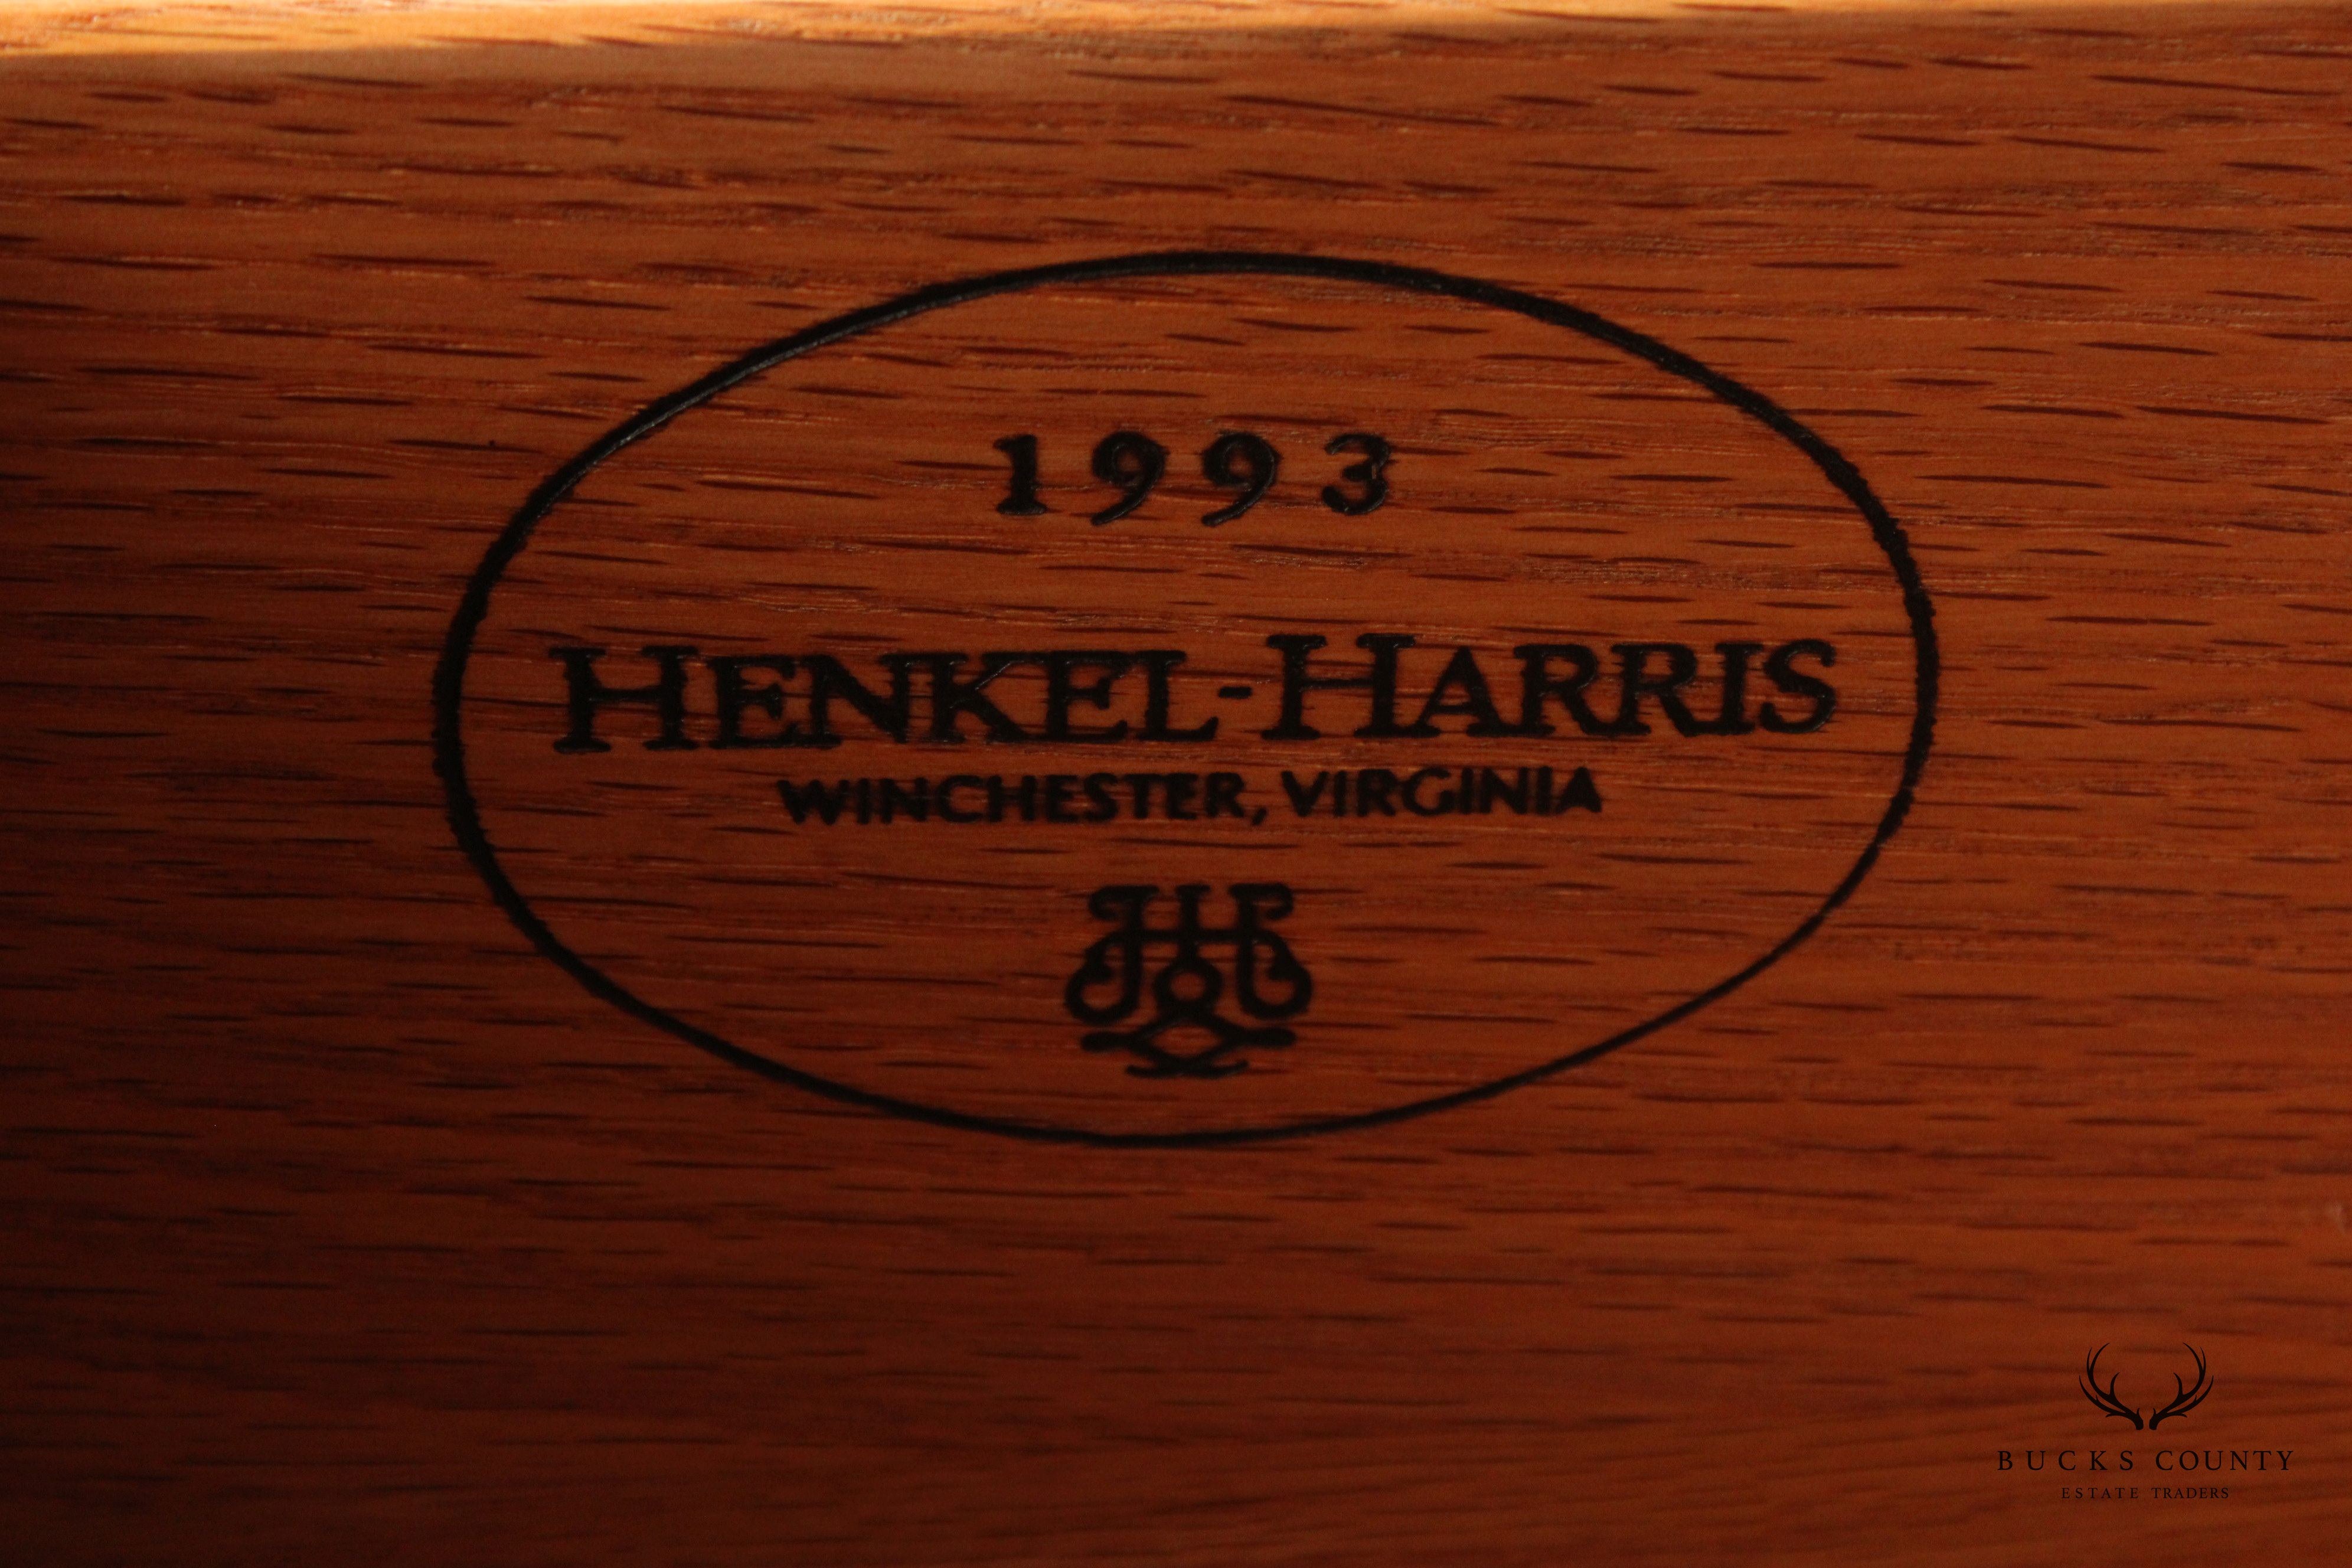 1993
HENKEL-HARRIS
WINCHESTER, VIRGINIA
BUCKS COUNTY
ESTATE TRADERS